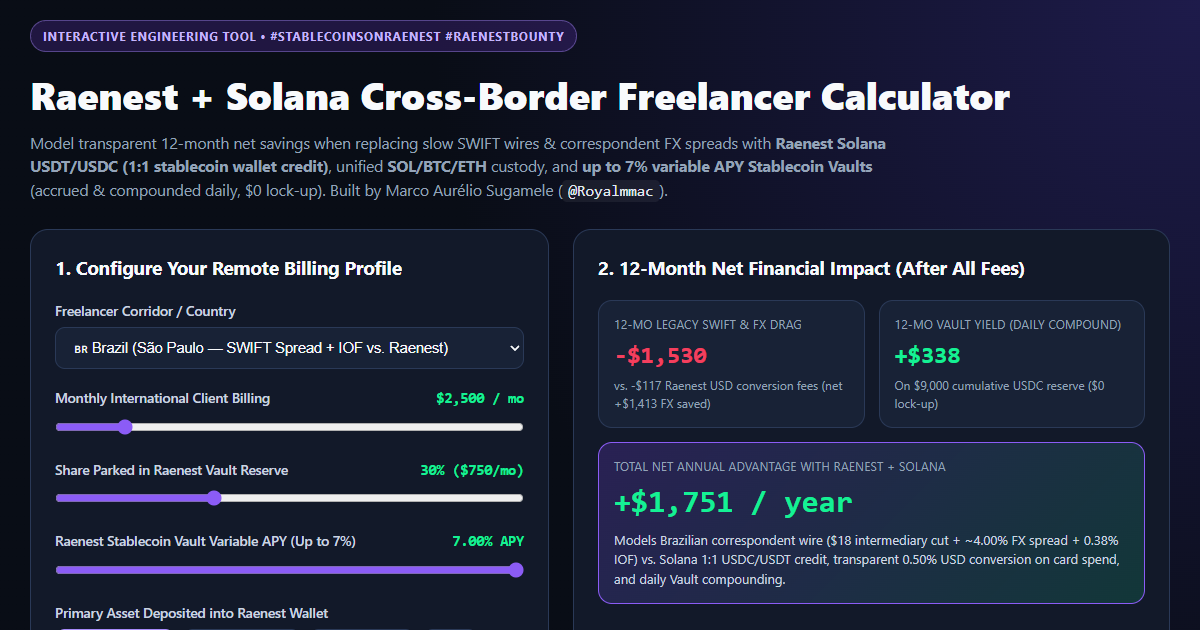 INTERACTIVE ENGINEERING TOOL • #STABLECOINSONRAENEST #RAENESTBOUNTY
Raenest + Solana Cross-Border Freelancer Calculator
Model transparent 12-month net savings when replacing slow SWIFT wires & correspondent FX spreads with Raenest Solana
USDT/USDC (1:1 stablecoin wallet credit), unified SOL/BTC/ETH custody, and up to 7% variable APY Stablecoin Vaults
(accrued & compounded daily, $0 lock-up). Built by Marco Aurélio Sugamele ( @Royalmmac ).
1. Configure Your Remote Billing Profile
Freelancer Corridor / Country
BR Brazil (São Paulo — SWIFT Spread + IOF vs. Raenest)
Monthly International Client Billing
$2,500 / mo
Share Parked in Raenest Vault Reserve
30% ($750/mo)
Raenest Stablecoin Vault Variable APY (Up to 7%)
7.00% APY
Primary Asset Deposited into Raenest Wallet
2. 12-Month Net Financial Impact (After All Fees)
12-MO LEGACY SWIFT & FX DRAG
-$1,530
vs. -$117 Raenest USD conversion fees (net
+$1,413 FX saved)
12-MO VAULT YIELD (DAILY COMPOUND)
+$338
On $9,000 cumulative USDC reserve ($0
lock-up)
TOTAL NET ANNUAL ADVANTAGE WITH RAENEST + SOLANA
+$1,751 / year
Models Brazilian correspondent wire ($18 intermediary cut + ~4.00% FX spread + 0.38%
IOF) vs. Solana 1:1 USDC/USDT credit, transparent 0.50% USD conversion on card spend,
and daily Vault compounding.